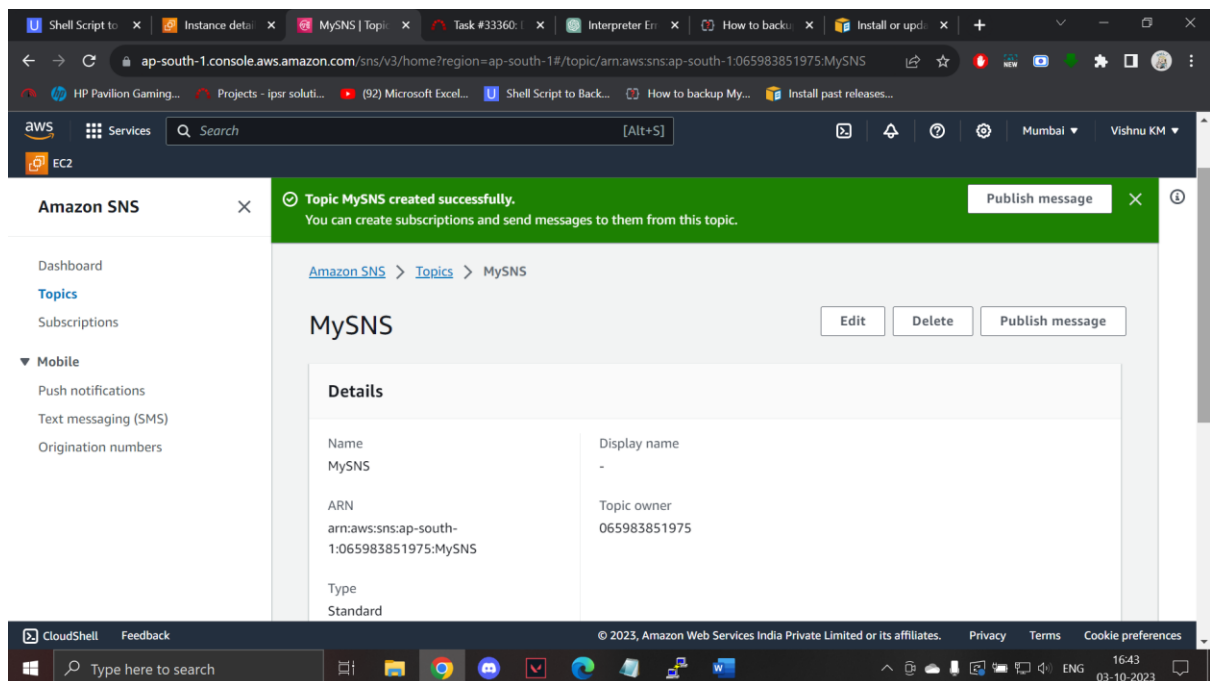 Shell Script to
Instance detail
MySNS | Topic
Task #33360: I
Interpreter Err
How to backup
Install or upda
ap-south-1.console.aws.amazon.com/sns/v3/home?region=ap-south-1#/topic/arn:aws:sns:ap-south-1:065983851975:MySNS
NEW
HP Pavilion Gaming...
Projects - ipsr soluti...
(92) Microsoft Excel...
Shell Script to Back...
How to backup My...
Install past releases...
aws
Services
Search
[Alt+S]
Mumbai
Vishnu KM
EC2
Amazon SNS
Topic MySNS created successfully.
You can create subscriptions and send messages to them from this topic.
Publish message
Dashboard
Topics
Subscriptions
Mobile
Push notifications
Text messaging (SMS)
Origination numbers
Amazon SNS > Topics > MySNS
MySNS
Edit
Delete
Publish message
Details
Name
MySNS
Display name
-
ARN
arn:aws:sns:ap-south-
1:065983851975:MySNS
Topic owner
065983851975
Type
Standard
CloudShell
Feedback
© 2023, Amazon Web Services India Private Limited or its affiliates.
Privacy
Terms
Cookie preferences
Type here to search
ENG
16:43
03-10-2023